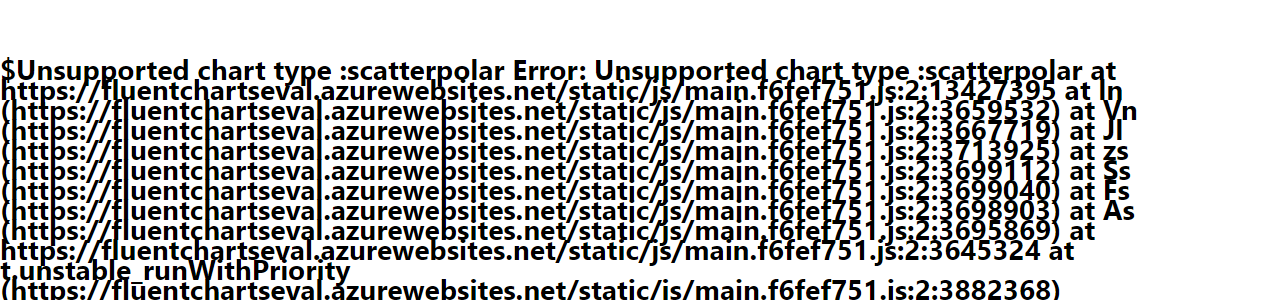 $Unsupported chart type :scatterpolar Error: Unsupported chart type :scatterpolar at
https://fluentchartseval.azurewebsites.net/static/js/main.f6fef751.js:2:13427395 at ln
(https://fluentchartseval.azurewebsites.net/static/js/main.f6fef751.js:2:3659532) at Vn
(https://fluentchartseval.azurewebsites.net/static/js/main.f6fef751.js:2:3667719) at Jl
(https://fluentchartseval.azurewebsites.net/static/js/main.f6fef751.js:2:3713925) at zs
(https://fluentchartseval.azurewebsites.net/static/js/main.f6fef751.js:2:3699112) at Ss
(https://fluentchartseval.azurewebsites.net/static/js/main.f6fef751.js:2:3699040) at Fs
(https://fluentchartseval.azurewebsites.net/static/js/main.f6fef751.js:2:3698903) at As
(https://fluentchartseval.azurewebsites.net/static/js/main.f6fef751.js:2:3695869) at
https://fluentchartseval.azurewebsites.net/static/js/main.f6fef751.js:2:3645324 at
t.unstable_runWithPriority
(https://fluentchartseval.azurewebsites.net/static/js/main.f6fef751.js:2:3882368)